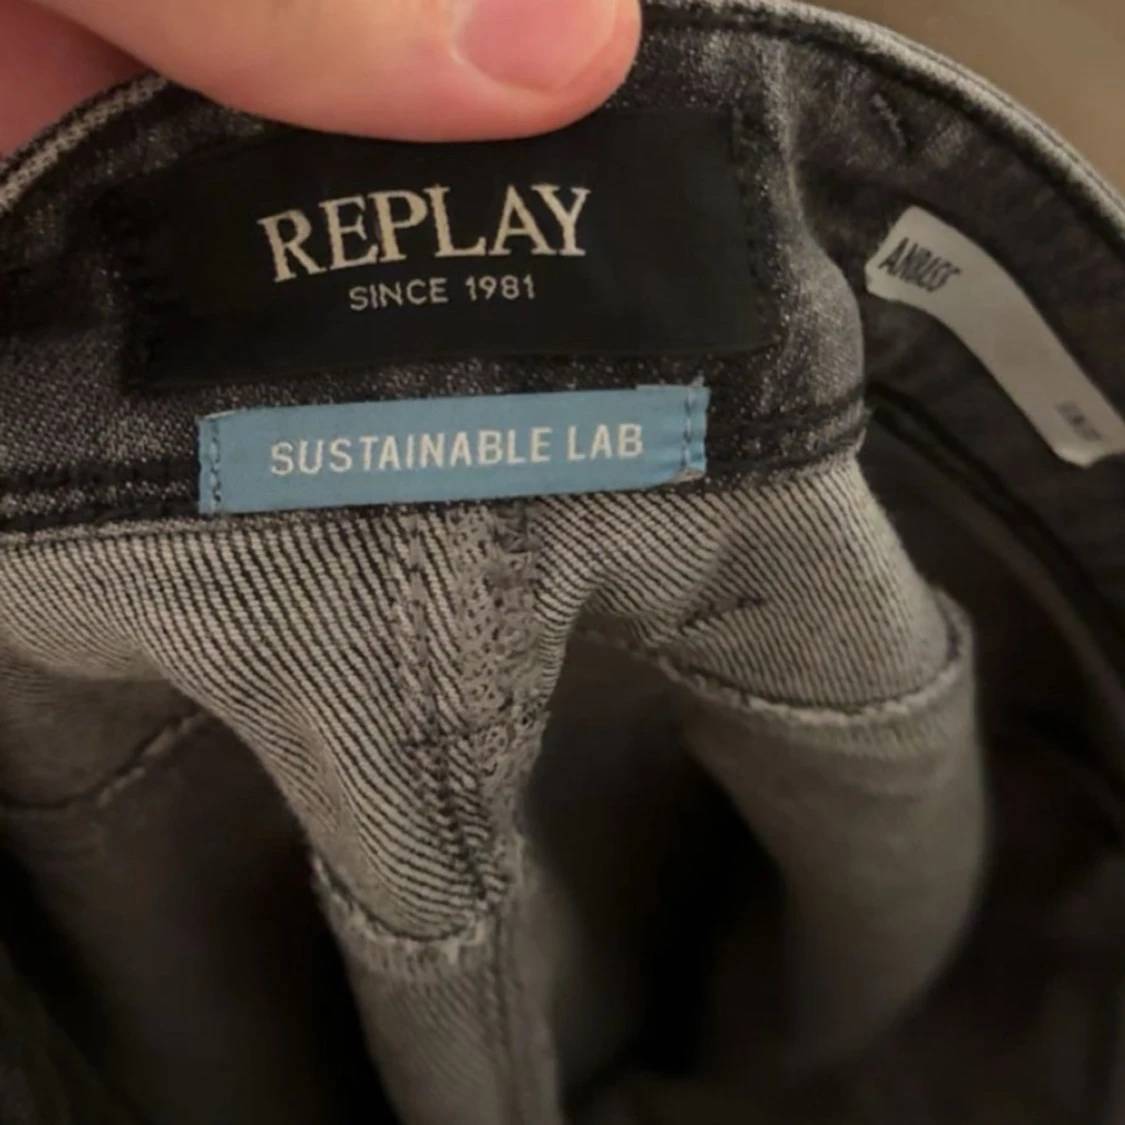 REPLAY
SINCE 1981
SUSTAINABLE LAB
ANBASS